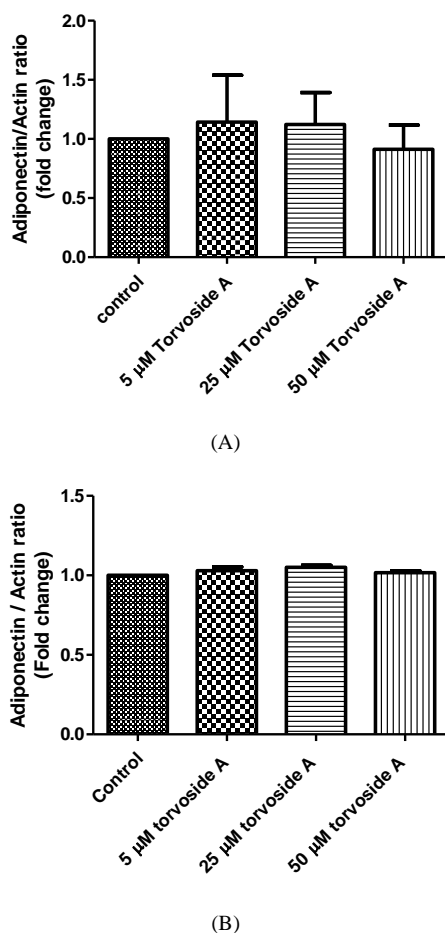 Adiponectin/Actin ratio
(fold change)
2.0
1.5
1.0
0.5
0.0
control
5 µM Torvoside A
25 µM Torvoside A
50 µM Torvoside A
(A)
Adiponectin / Actin ratio
(Fold change)
1.5
1.0
0.5
0.0
Control
5 µM torvoside A
25 µM torvoside A
50 µM torvoside A
(B)